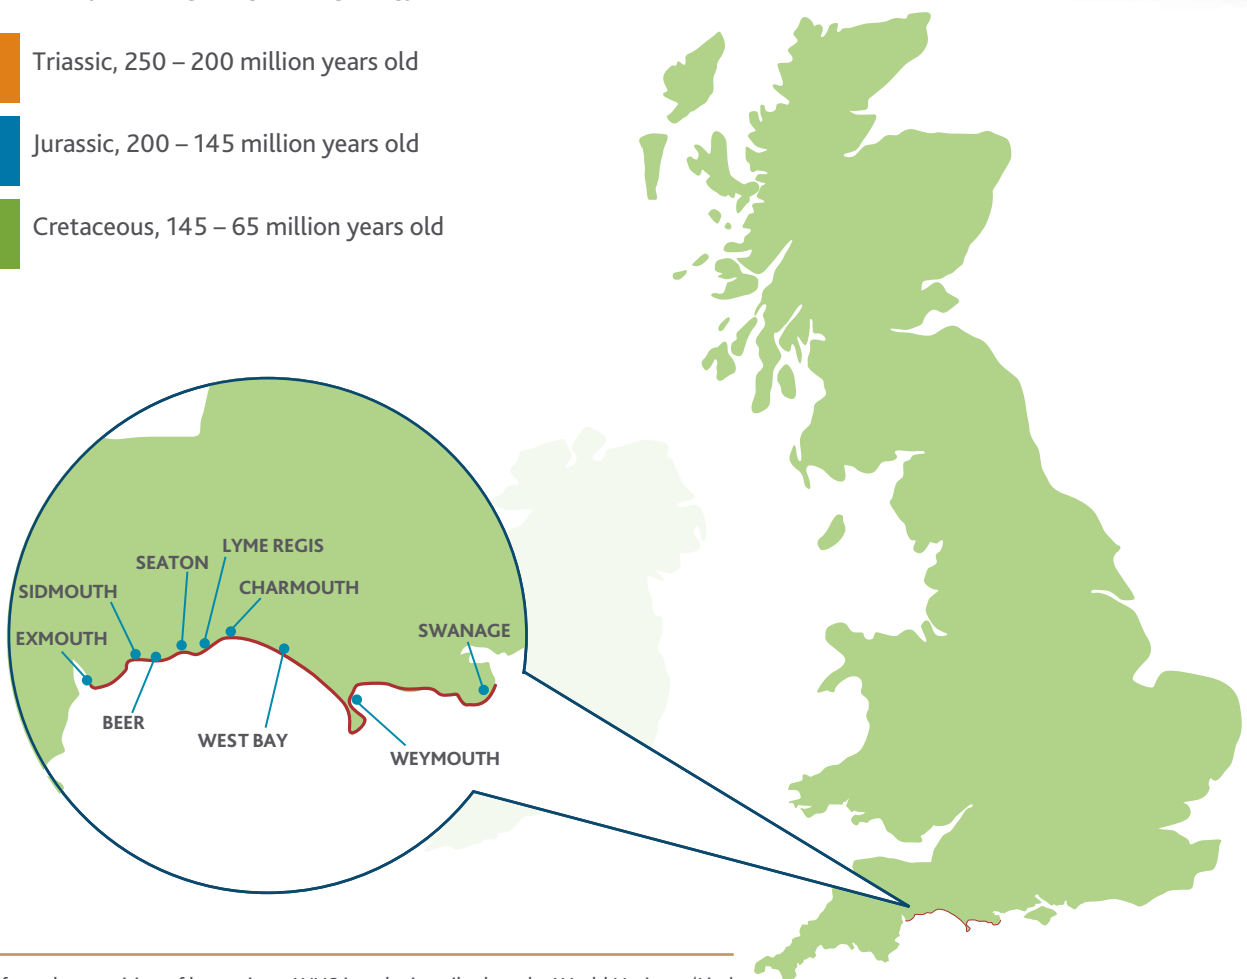 Triassic, 250 – 200 million years old
Jurassic, 200 – 145 million years old
Cretaceous, 145 – 65 million years old
LYME REGIS
SEATON
CHARMOUTH
SIDMOUTH
SWANAGE
EXMOUTH
BEER
WEST BAY
WEYMOUTH